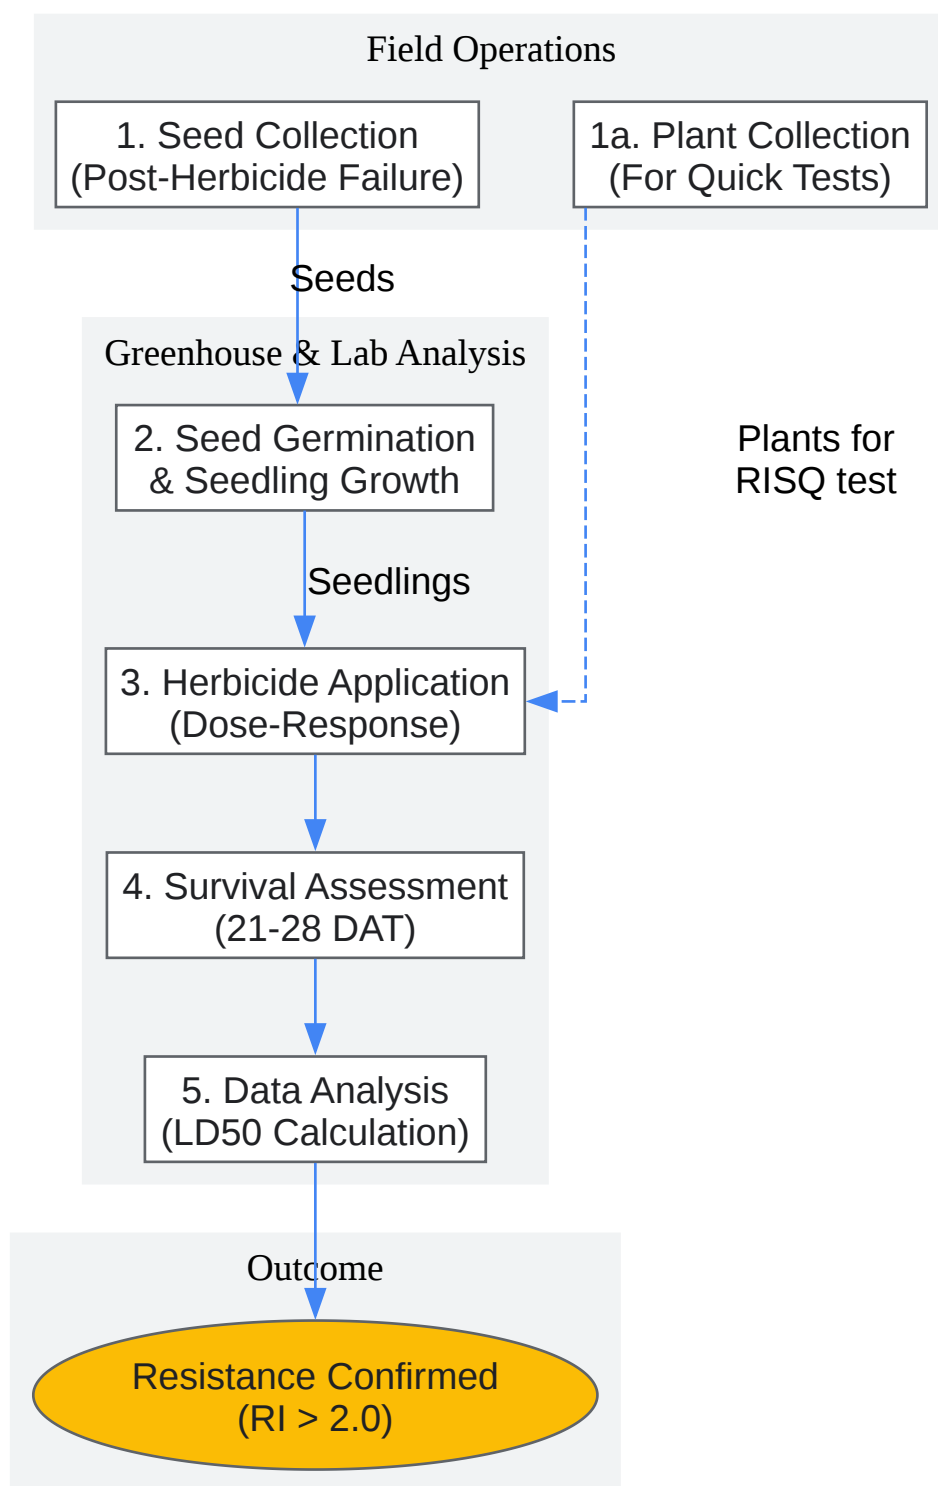 Field Operations
1. Seed Collection
(Post-Herbicide Failure)
1a. Plant Collection
(For Quick Tests)
Seeds
Greenhouse & Lab Analysis
2. Seed Germination
& Seedling Growth
Plants for
RISQ test
Seedlings
3. Herbicide Application
(Dose-Response)
4. Survival Assessment
(21-28 DAT)
5. Data Analysis
(LD50 Calculation)
Outcome
Resistance Confirmed
(RI > 2.0)